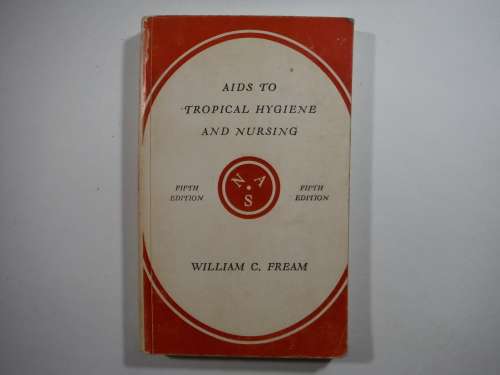 AIDS TO
TROPICAL HYGIENE
AND NURSING
FIFTH
EDITION
N A
S
FIFTH
EDITION
WILLIAM C. FREAM